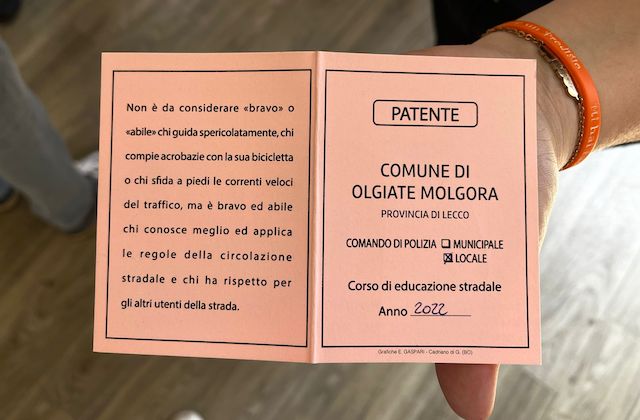 Non è da considerare «bravo» o
«abile» chi guida spericolatamente, chi
compie acrobazie con la sua bicicletta
o chi sfida a piedi le correnti veloci
del traffico, ma è bravo ed abile
chi conosce meglio ed applica
le regole della circolazione
stradale e chi ha rispetto per
gli altri utenti della strada.
PATENTE
COMUNE DI
OLGIATE MOLGORA
PROVINCIA DI LECCO
COMANDO DI POLIZIA ☐ MUNICIPALE
☒ LOCALE
Corso di educazione stradale
Anno 2022
Grafiche E. GASPARI - Cadriano di G. (BO)